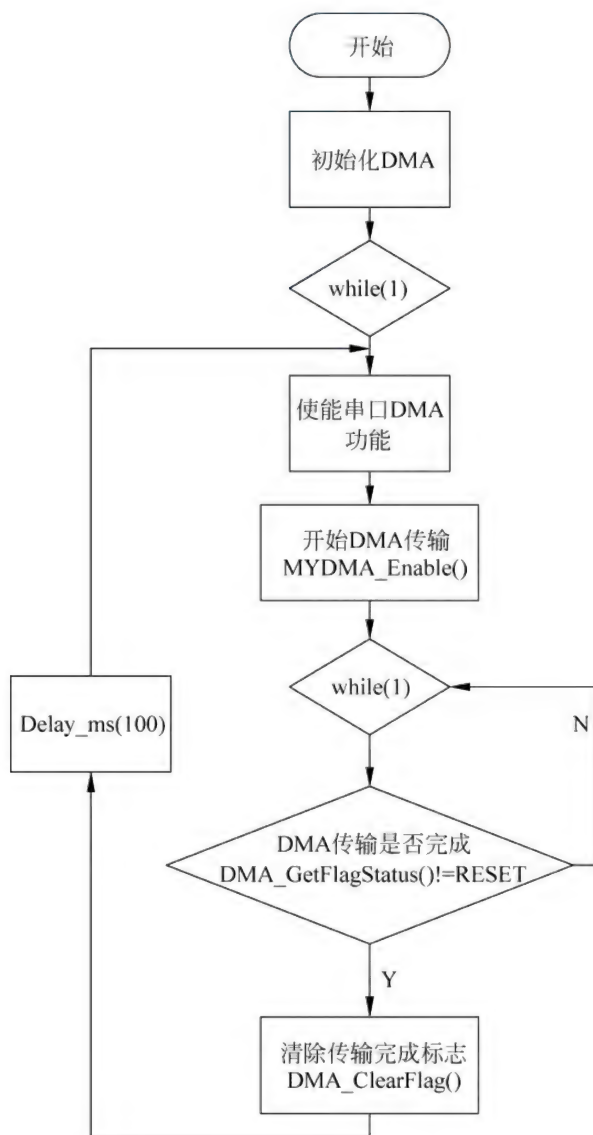 开始
初始化DMA
while(1)
使能串口DMA
功能
开始DMA传输
MYDMA_Enable()
while(1)
Delay_ms(100)
N
DMA传输是否完成
DMA_GetFlagStatus()!=RESET
Y
清除传输完成标志
DMA_ClearFlag()